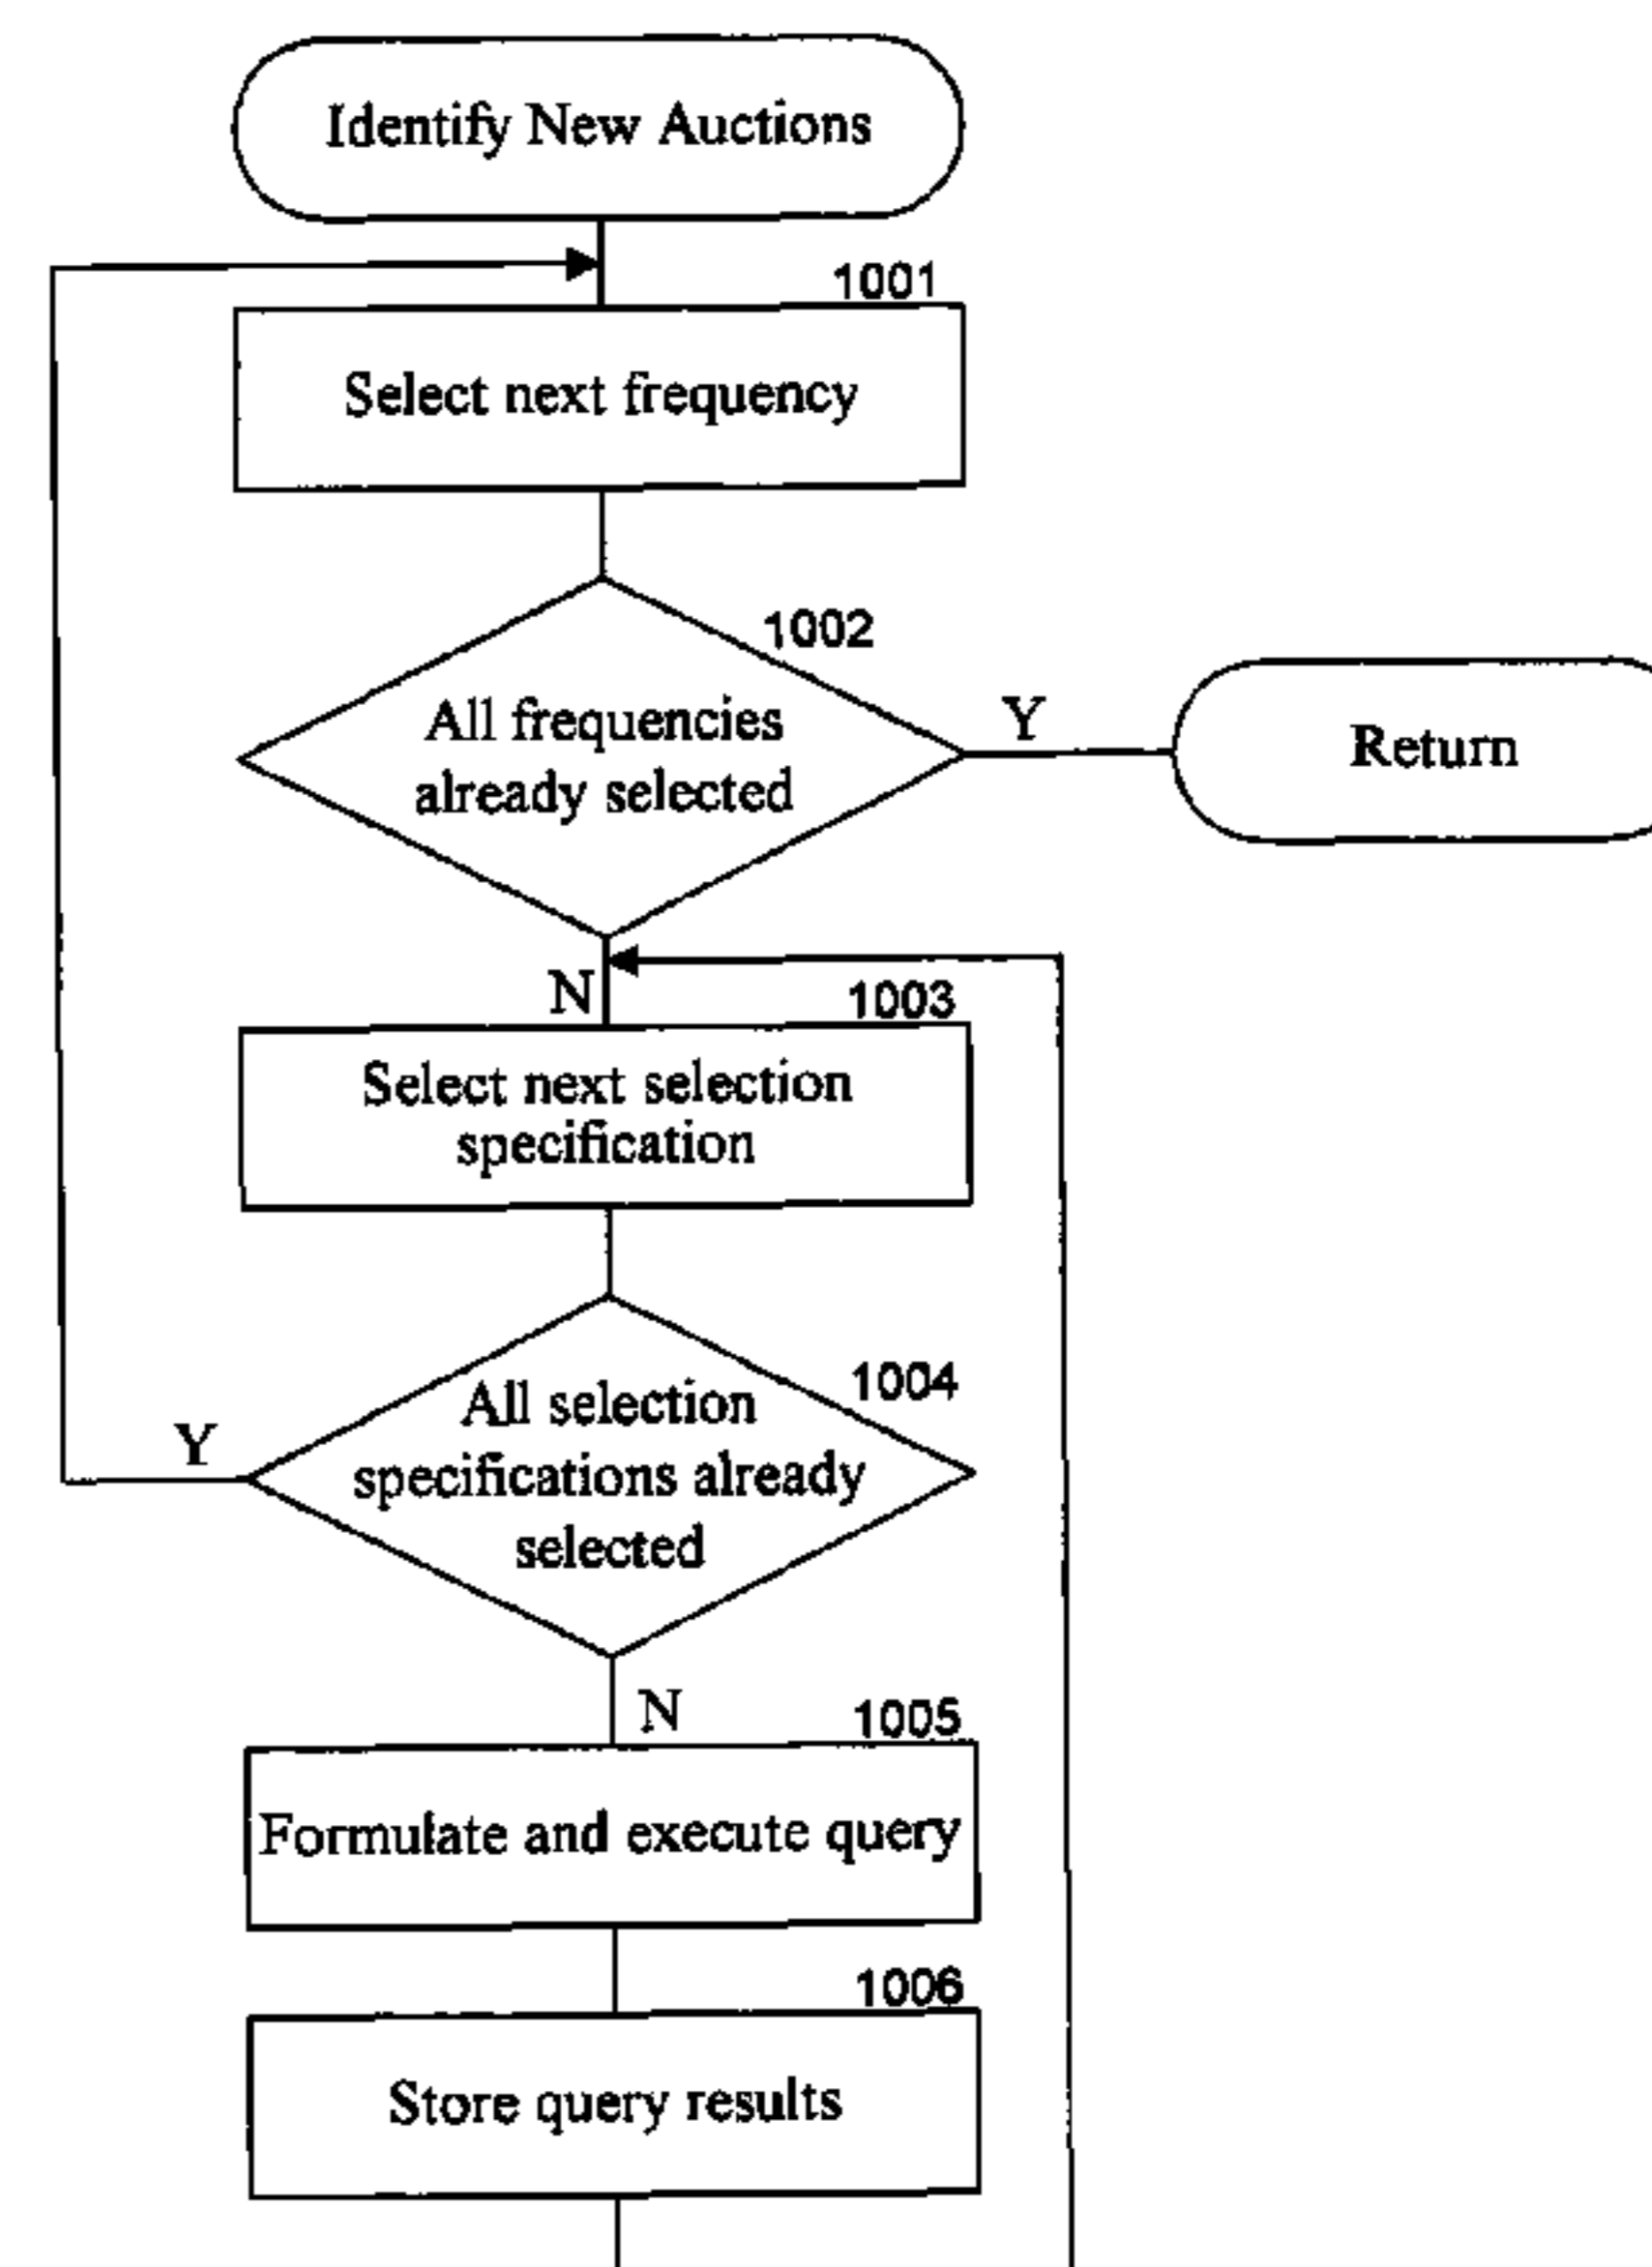 Identify New Auctions
1001
Select next frequency
1002
All frequencies
already selected
Y
Return
N
1003
Select next selection
specification
1004
All selection
specifications already
selected
Y
N
1005
Formulate and execute query
1006
Store query results